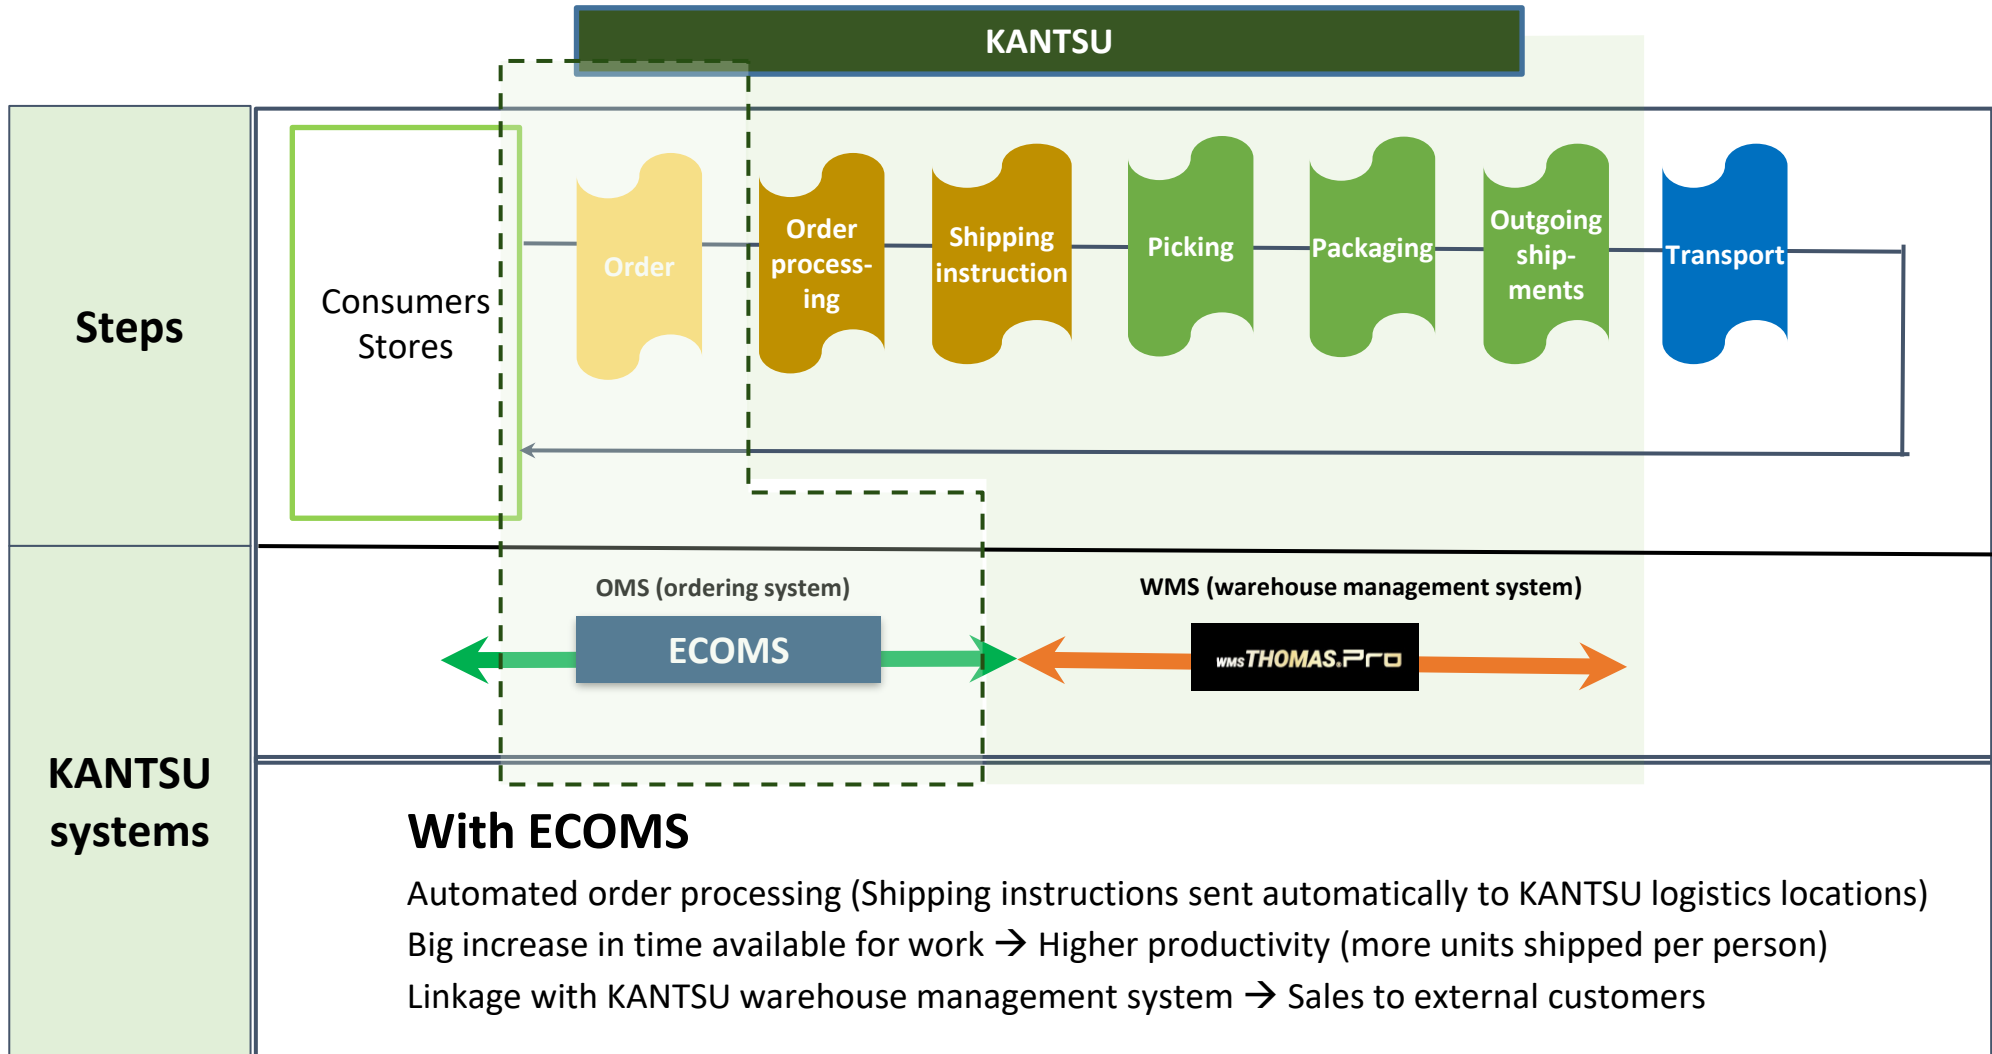 KANTSU
Steps
Consumers
Stores
Order
Order
process-
ing
Shipping
instruction
Picking
Packaging
Outgoing
ship-
ments
Transport
KANTSU
systems
OMS (ordering system)
ECOMS
WMS (warehouse management system)
WMS THOMAS® Pro
With ECOMS
Automated order processing (Shipping instructions sent automatically to KANTSU logistics locations)
Big increase in time available for work → Higher productivity (more units shipped per person)
Linkage with KANTSU warehouse management system → Sales to external customers